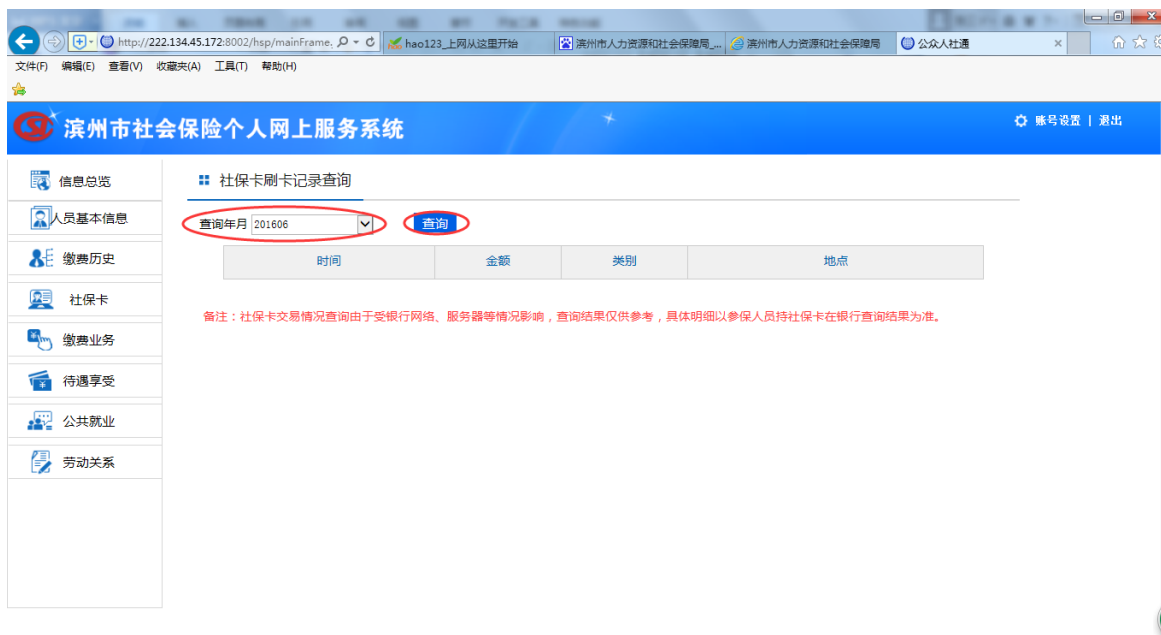 http://222.134.45.172:8002/hsp/mainFrame.
hao123_上网从这里开始
滨州市人力资源和社会保障局_...
滨州市人力资源和社会保障局
公众人社通
文件(F) 编辑(E) 查看(V) 收藏夹(A) 工具(T) 帮助(H)
滨州市社会保险个人网上服务系统
账号设置 | 退出
信息总览
人员基本信息
缴费历史
社保卡
缴费业务
待遇享受
公共就业
劳动关系
社保卡刷卡记录查询
查询年月 201606 查询
时间 金额 类别 地点
备注：社保卡交易情况查询由于受银行网络、服务器等情况影响，查询结果仅供参考，具体明细以参保人员持社保卡在银行查询结果为准。